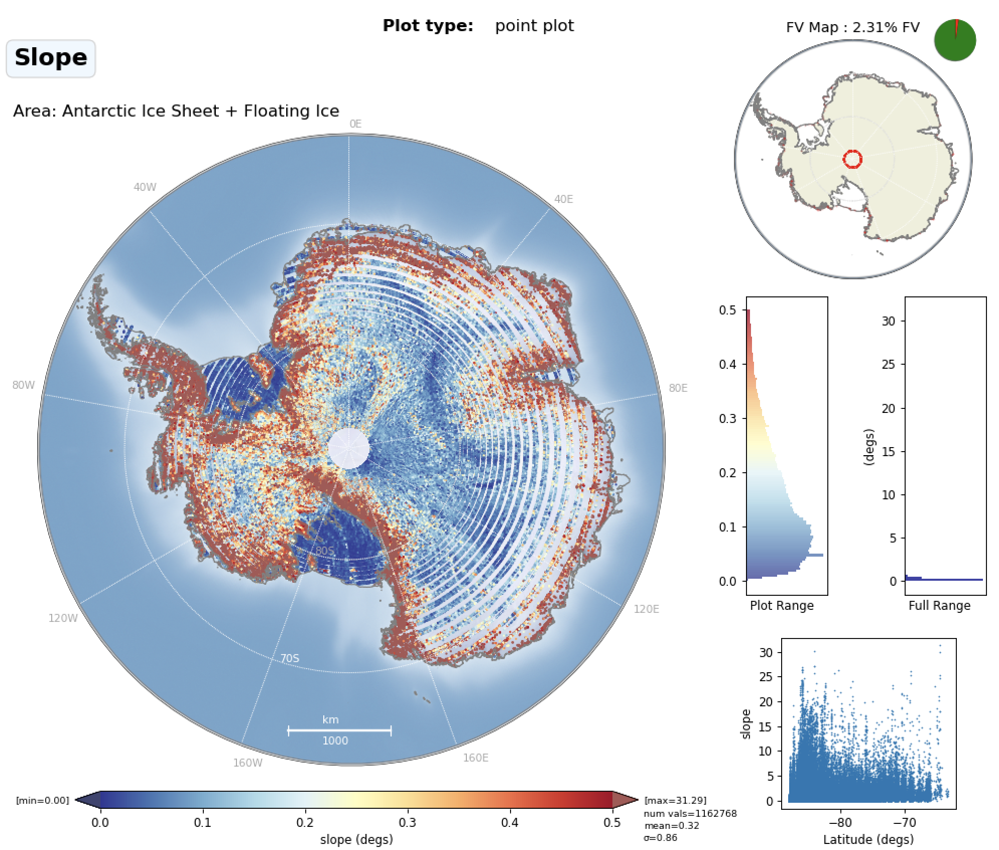 Plot type: point plot
FV Map : 2.31% FV
Slope
Area: Antarctic Ice Sheet + Floating Ice
0E
40W
40E
80W
80E
120W
120E
160W
160E
80S
70S
km
1000
[min=0.00]
0.0
0.1
0.2
0.3
0.4
0.5
slope (degs)
[max=31.29]
num vals=1162768
mean=0.32
σ=0.86
0.5
0.4
0.3
0.2
0.1
0.0
Plot Range
(degs)
30
25
20
15
10
5
0
Full Range
slope
30
25
20
15
10
5
0
−80
−70
Latitude (degs)